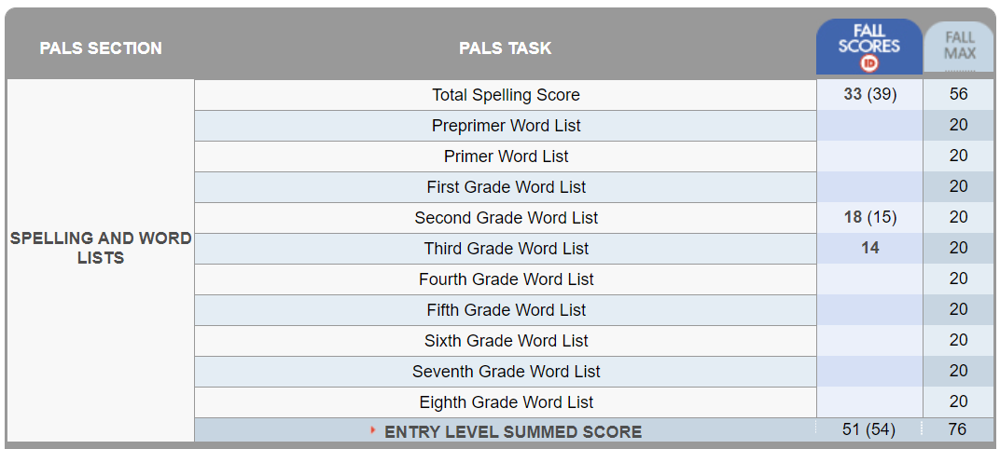 PALS SECTION PALS TASK FALL SCORES ID FALL MAX
Total Spelling Score 33 (39) 56
Preprimer Word List 20
Primer Word List 20
First Grade Word List 20
Second Grade Word List 18 (15) 20
SPELLING AND WORD LISTS
Third Grade Word List 14 20
Fourth Grade Word List 20
Fifth Grade Word List 20
Sixth Grade Word List 20
Seventh Grade Word List 20
Eighth Grade Word List 20
ENTRY LEVEL SUMMED SCORE 51 (54) 76